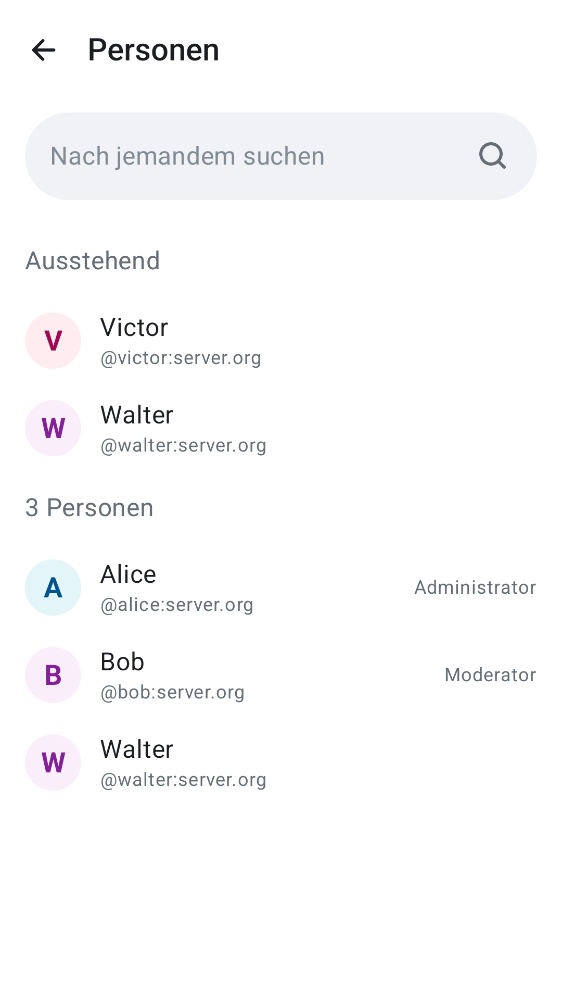 Personen
Nach jemandem suchen
Ausstehend
V
Victor
@victor:server.org
W
Walter
@walter:server.org
3 Personen
A
Alice
@alice:server.org
Administrator
B
Bob
@bob:server.org
Moderator
W
Walter
@walter:server.org